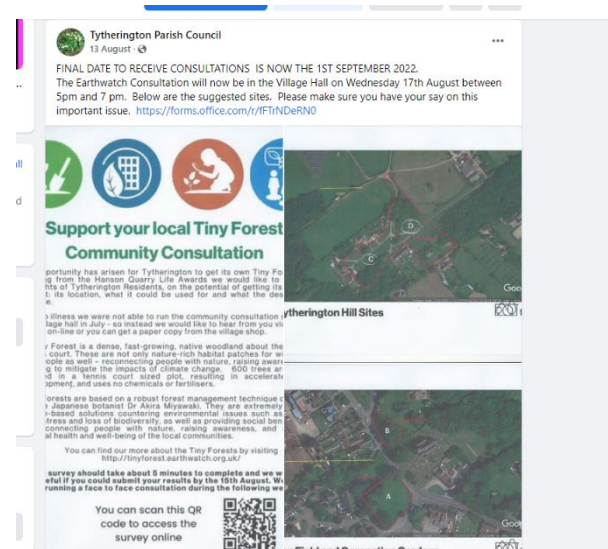 Tytherington Parish Council
13 August ·
FINAL DATE TO RECEIVE CONSULTATIONS IS NOW THE 1ST SEPTEMBER 2022.
The Earthwatch Consultation will now be in the Village Hall on Wednesday 17th August between
5pm and 7 pm. Below are the suggested sites. Please make sure you have your say on this
important issue. https://forms.office.com/r/fFTrNDeRN0
Support your local Tiny Forest
Community Consultation
portunity has arisen for Tytherington to get its own Tiny Fo
g from the Hanson Quarry Life Awards we would like to
hts of Tytherington Residents, on the potential of getting its
t: its location, what it could be used for and what the des
e.
illness we were not able to run the community consultation
lage hall in July - so instead we would like to hear from you via
on-line or you can get a paper copy from the village shop.
y Forest is a dense, fast-growing, native woodland about the
court. These are not only nature-rich habitat patches for wi
ople as well - reconnecting people with nature, raising aware
g to mitigate the impacts of climate change. 600 trees ar
d in a tennis court sized plot, resulting in accelerate
opment, and uses no chemicals or fertilisers.
orests are based on a robust forest management technique d
e Japanese botanist Dr Akira Miyawaki. They are extremely
-based solutions countering environmental issues such as
stress and loss of biodiversity, as well as providing social ben
connecting people with nature, raising awareness, and
al health and well-being of the local communities.
You can find our more about the Tiny Forests by visiting
http://tinyforest.earthwatch.org.uk/
survey should take about 5 minutes to complete and we w
eful if you could submit your results by the 15th August. We
running a face to face consultation during the following we
You can scan this QR
code to access the
survey online
D
C
Goo
ytherington Hill Sites
B
A
Goog